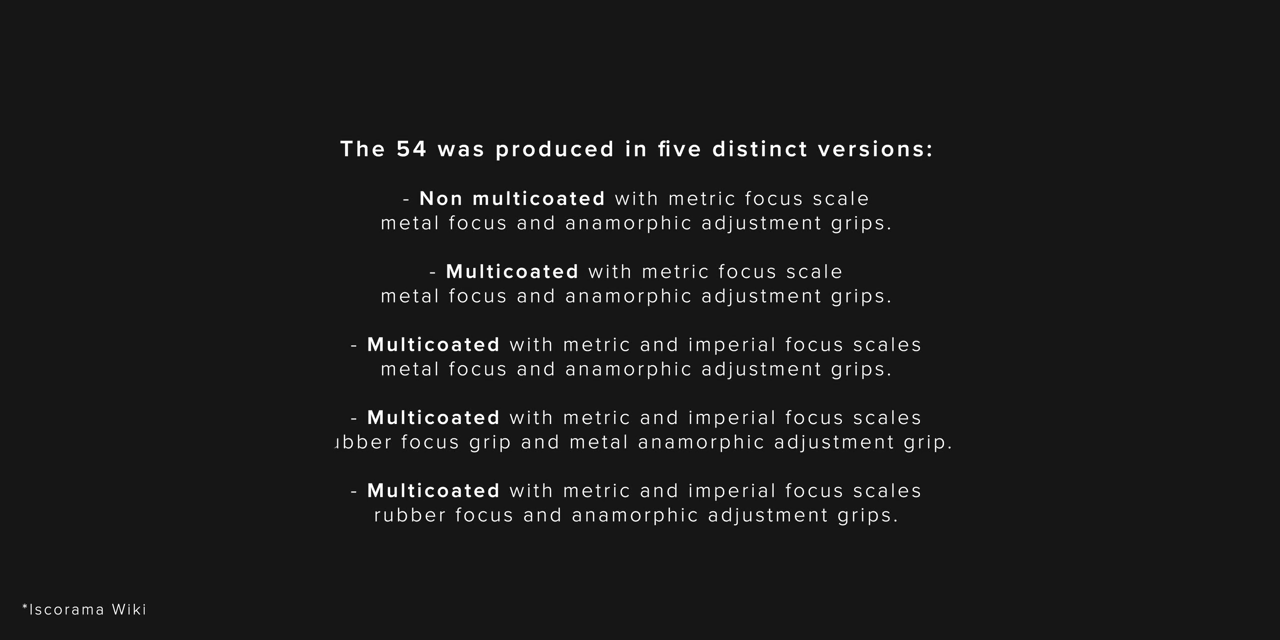 The 54 was produced in five distinct versions:
- Non multicoated with metric focus scale
metal focus and anamorphic adjustment grips.
- Multicoated with metric focus scale
metal focus and anamorphic adjustment grips.
- Multicoated with metric and imperial focus scales
metal focus and anamorphic adjustment grips.
- Multicoated with metric and imperial focus scales
ubber focus grip and metal anamorphic adjustment grip.
- Multicoated with metric and imperial focus scales
rubber focus and anamorphic adjustment grips.
*Iscorama Wiki